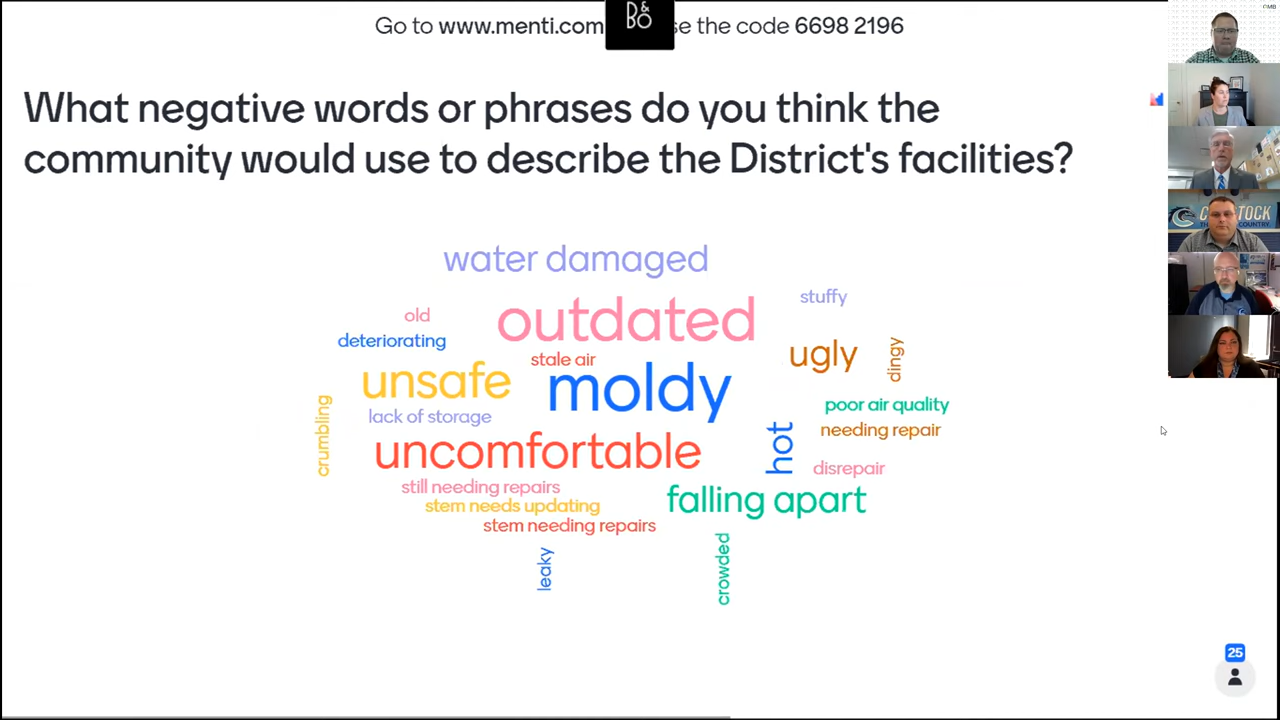 Go to www.menti.com
se the code 6698 2196
B&
BO
What negative words or phrases do you think the
community would use to describe the District's facilities?
water damaged
stuffy
old
outdated
deteriorating
stale air
ugly
dingy
unsafe
moldy
crumbling
lack of storage
poor air quality
needing repair
uncomfortable
hot
disrepair
still needing repairs
falling apart
stem needs updating
stem needing repairs
leaky
crowded
25